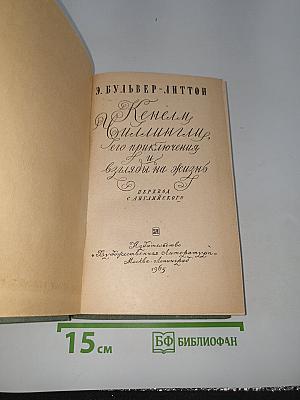 Э. БУЛЬВЕР-ЛИТТОН
Кенелм
Чиллингли,
его приключения
и
взгляды на жизнь
ПЕРЕВОД
С АНГЛИЙСКОГО
Издательство
«Художественная Литература»
Москва·Ленинград
1965
15 см
БФ БИБЛИОФАН